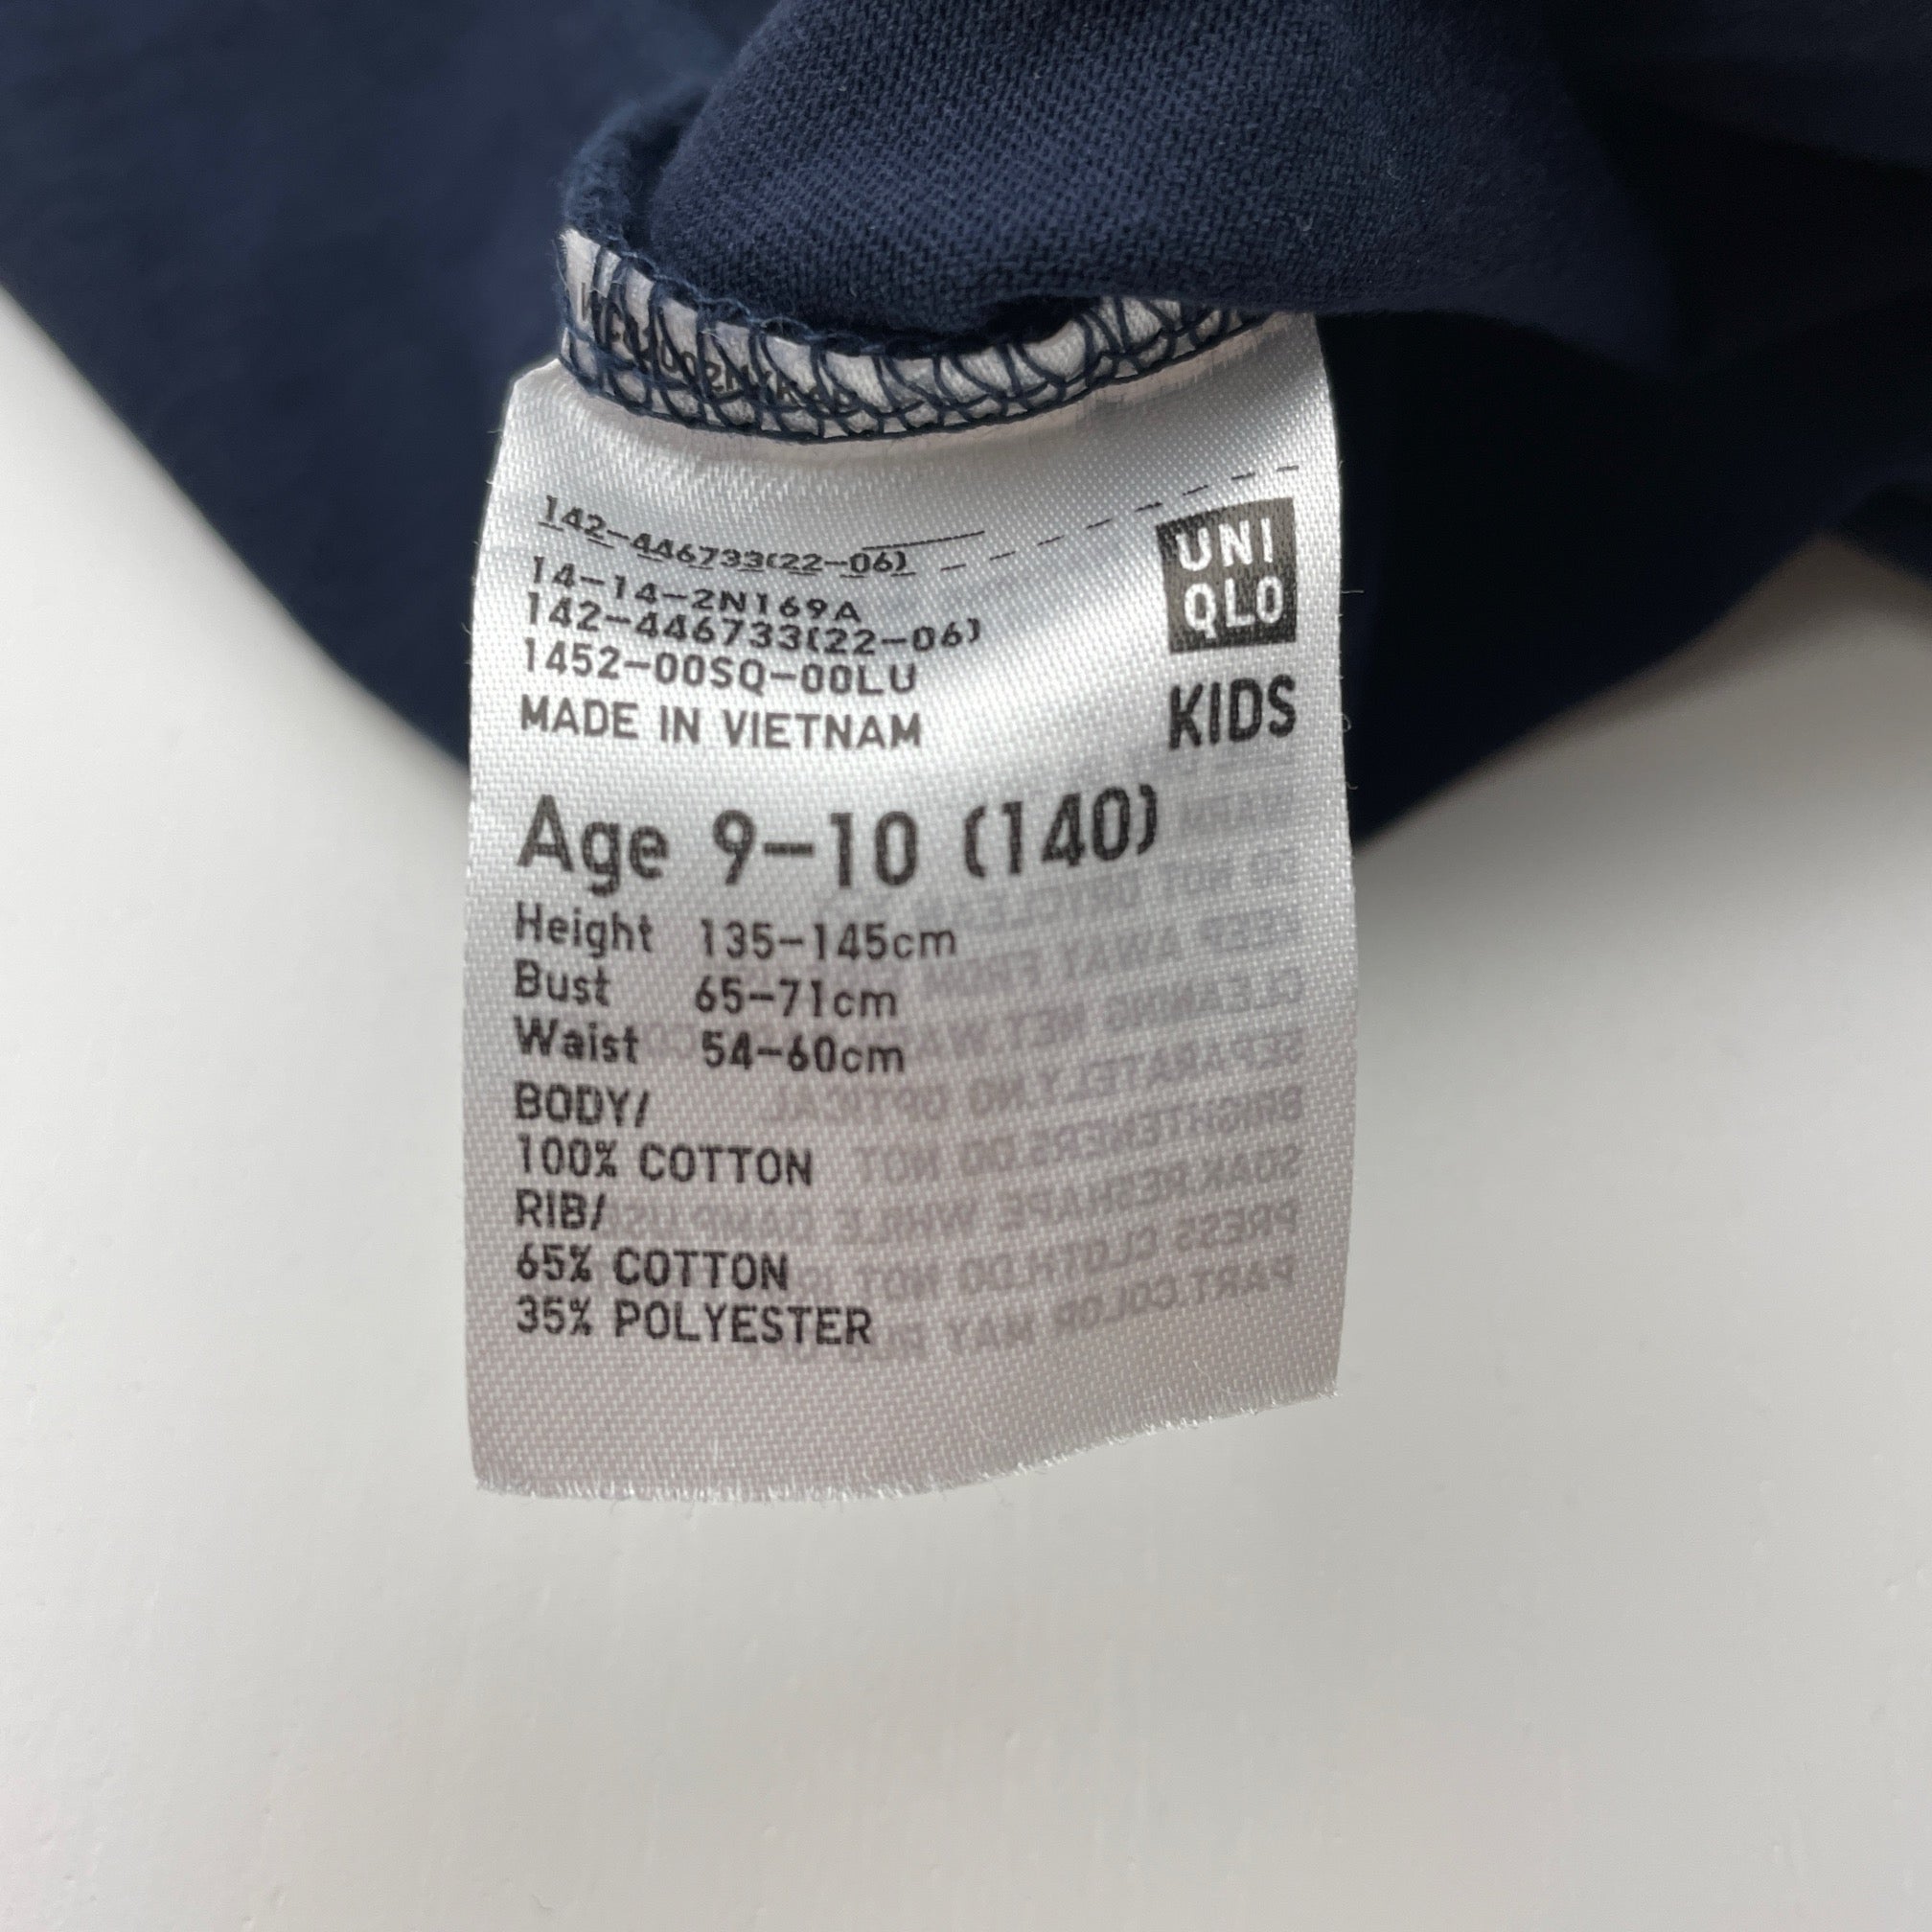 142-446733(22-06)
14-14-2N169A
142-446733(22-06)
1452-00SQ-00LU
MADE IN VIETNAM
UNI
QLO
KIDS
Age 9-10 (140)
Height 135-145cm
Bust 65-71cm
Waist 54-60cm
BODY/
100% COTTON
RIB/
65% COTTON
35% POLYESTER